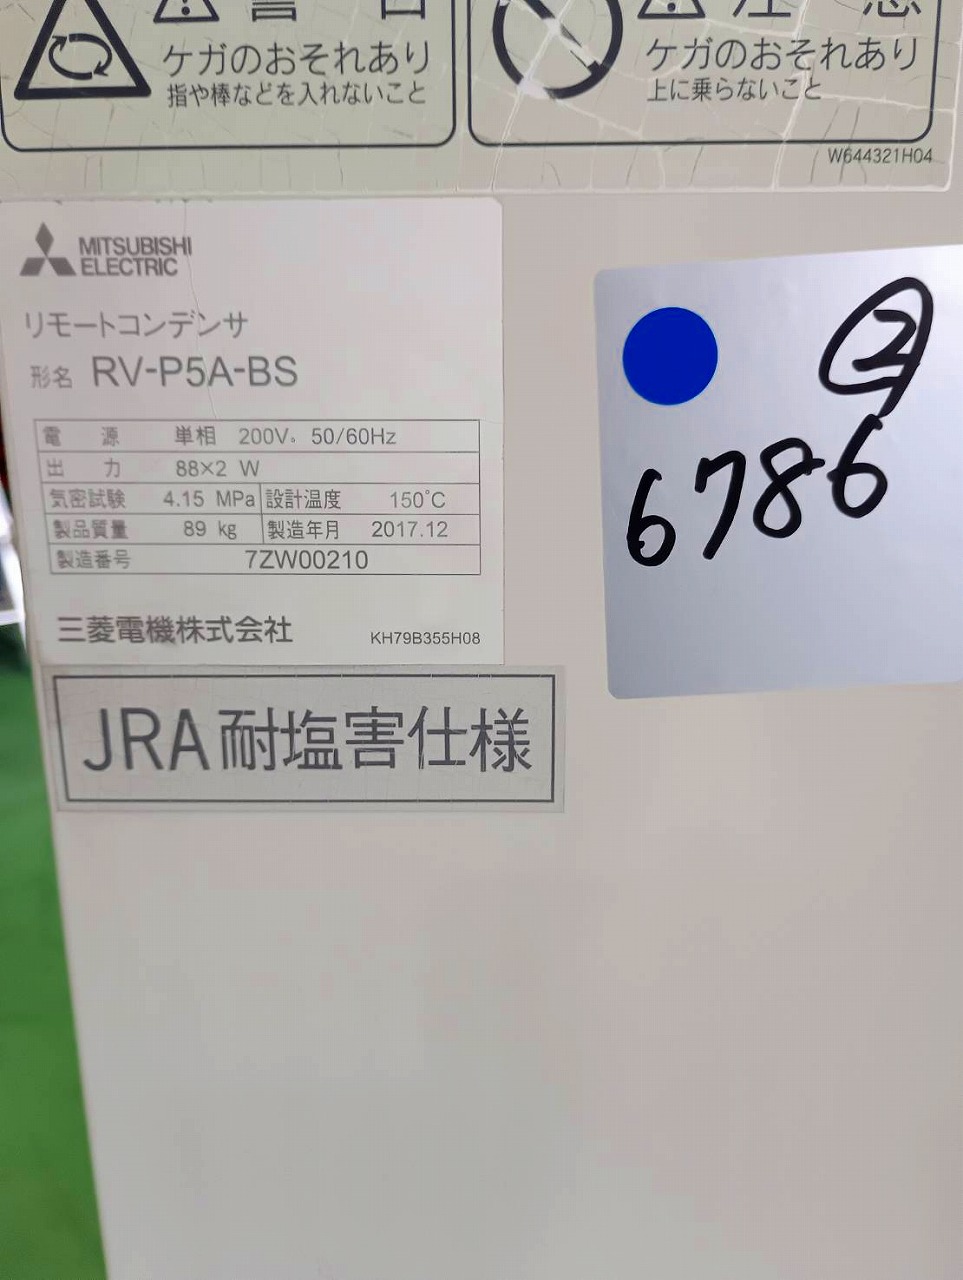 ケガのおそれあり
指や棒などを入れないこと
注意
ケガのおそれあり
上に乗らないこと
W644321H04
MITSUBISHI
ELECTRIC
リモートコンデンサ
形名 RV-P5A-BS
電源 単相 200V。 50/60Hz
出力 88×2 W
気密試験 4.15 MPa 設計温度 150℃
製品質量 89 kg 製造年月 2017.12
製造番号 7ZW00210
三菱電機株式会社 KH79B355H08
JRA耐塩害仕様
②
6786